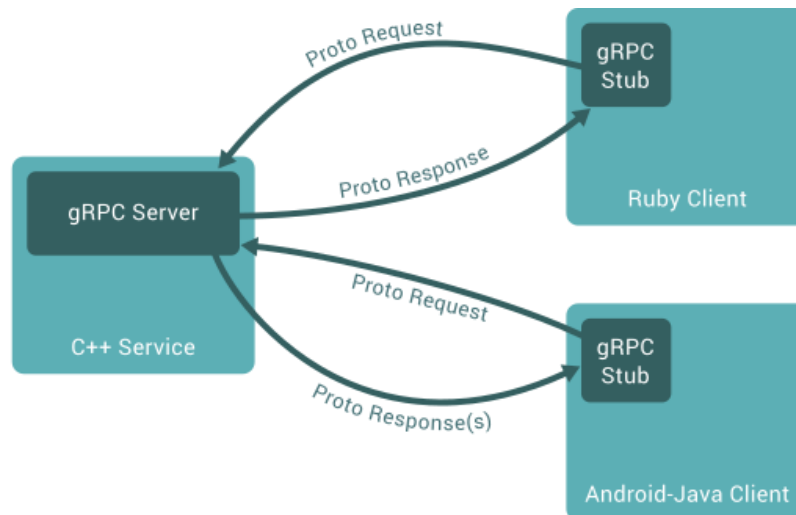 Proto Request
gRPC
Stub
Proto Response
Ruby Client
gRPC Server
C++ Service
Proto Request
gRPC
Stub
Proto Response(s)
Android-Java Client